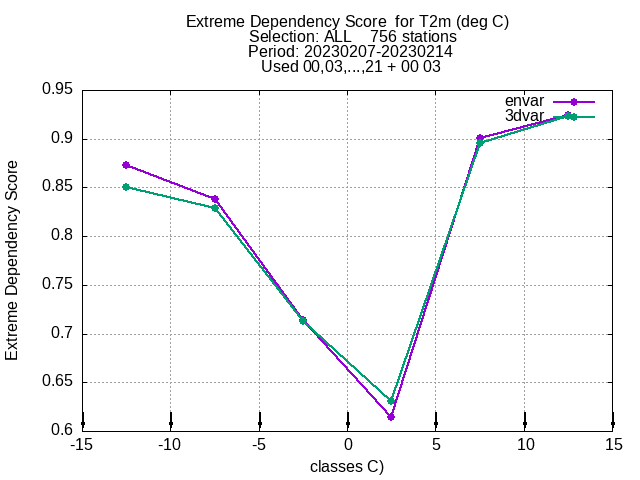 Extreme Dependency Score  for T2m (deg C)
Selection: ALL    756 stations
Period: 20230207-20230214
Used 00,03,...,21 + 00 03
envar
3dvar
Extreme Dependency Score
0.95
0.9
0.85
0.8
0.75
0.7
0.65
0.6
-15 -10 -5 0 5 10 15
classes C)